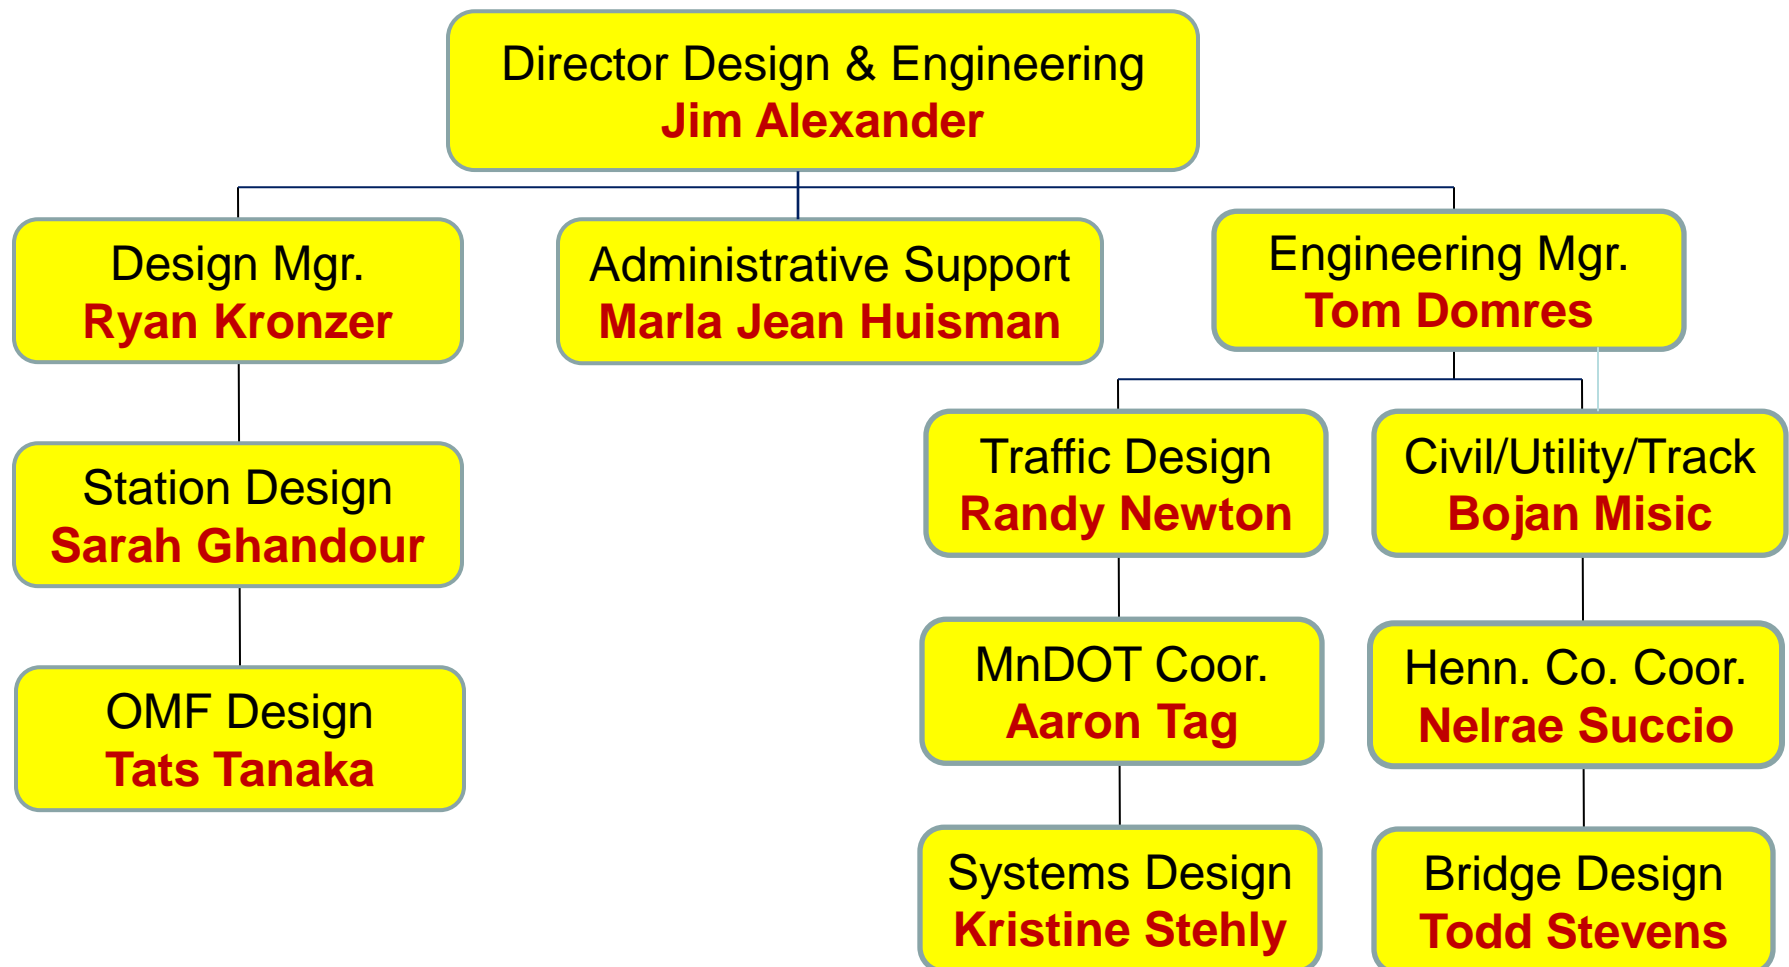 Director Design & Engineering
Jim Alexander
Design Mgr.
Ryan Kronzer
Administrative Support
Marla Jean Huisman
Engineering Mgr.
Tom Domres
Station Design
Sarah Ghandour
Traffic Design
Randy Newton
Civil/Utility/Track
Bojan Misic
OMF Design
Tats Tanaka
MnDOT Coor.
Aaron Tag
Henn. Co. Coor.
Nelrae Succio
Systems Design
Kristine Stehly
Bridge Design
Todd Stevens